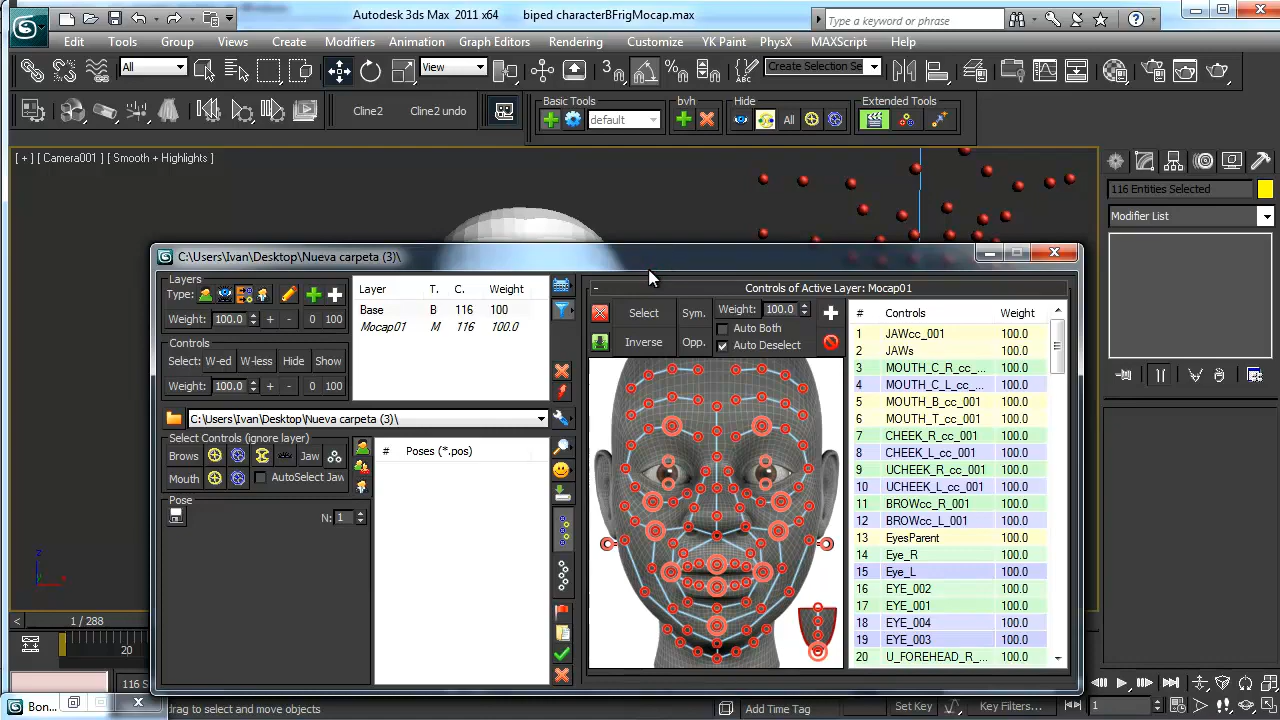 Autodesk 3ds Max 2011 x64
biped characterBFrigMocap.max
Type a keyword or phrase
Edit Tools Group Views Create Modifiers Animation Graph Editors Rendering Customize YK Paint PhysX MAXScript Help
All
View
3
Create Selection Se
Cline2 Cline2 undo
Basic Tools
default
bvh
Hide
All
Extended Tools
[ + ] [ Camera001 ] [ Smooth + Highlights ]
116 Entities Selected
Modifier List
C:\Users\Ivan\Desktop\Nueva carpeta (3)\
Layers
Type:
Weight: 100.0 + - 0 100
Controls
Select: W-ed W-less Hide Show
Weight: 100.0 + - 0 100
Layer T. C. Weight
Base B 116 100
Mocap01 M 116 100.0
C:\Users\Ivan\Desktop\Nueva carpeta (3)\
Select Controls (ignore layer)
Brows Jaw
Mouth AutoSelect Jaw
Pose
N: 1
# Poses (*.pos)
- Controls of Active Layer: Mocap01
Select Sym. Weight: 100.0
Auto Both
Inverse Opp. Auto Deselect
# Controls Weight
1 JAWcc_001 100.0
2 JAWs 100.0
3 MOUTH_C_R_cc_... 100.0
4 MOUTH_C_L_cc_... 100.0
5 MOUTH_B_cc_001 100.0
6 MOUTH_T_cc_001 100.0
7 CHEEK_R_cc_001 100.0
8 CHEEK_L_cc_001 100.0
9 UCHEEK_R_cc_001 100.0
10 UCHEEK_L_cc_001 100.0
11 BROWcc_R_001 100.0
12 BROWcc_L_001 100.0
13 EyesParent 100.0
14 Eye_R 100.0
15 Eye_L 100.0
16 EYE_002 100.0
17 EYE_001 100.0
18 EYE_004 100.0
19 EYE_003 100.0
20 U_FOREHEAD_R_... 100.0
z
x
< 1 / 288
20
116 S
Bon...
drag to select and move objects
Add Time Tag
Set Key
Key Filters...
1